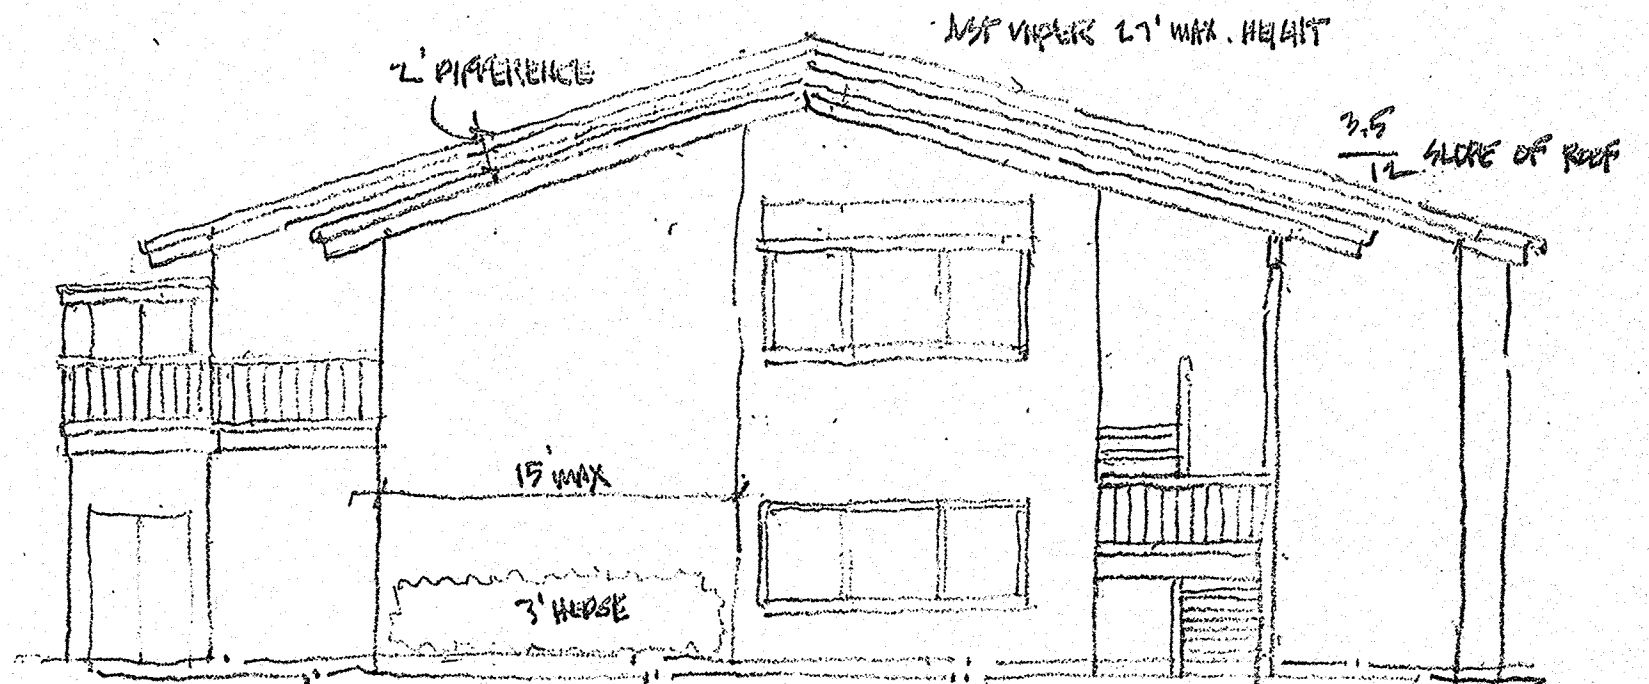 JUST UNDER 27' MAX. HEIGHT
2' DIFFERENCE
3.5
12 SLOPE OF ROOF
15' MAX
3' HEDGE